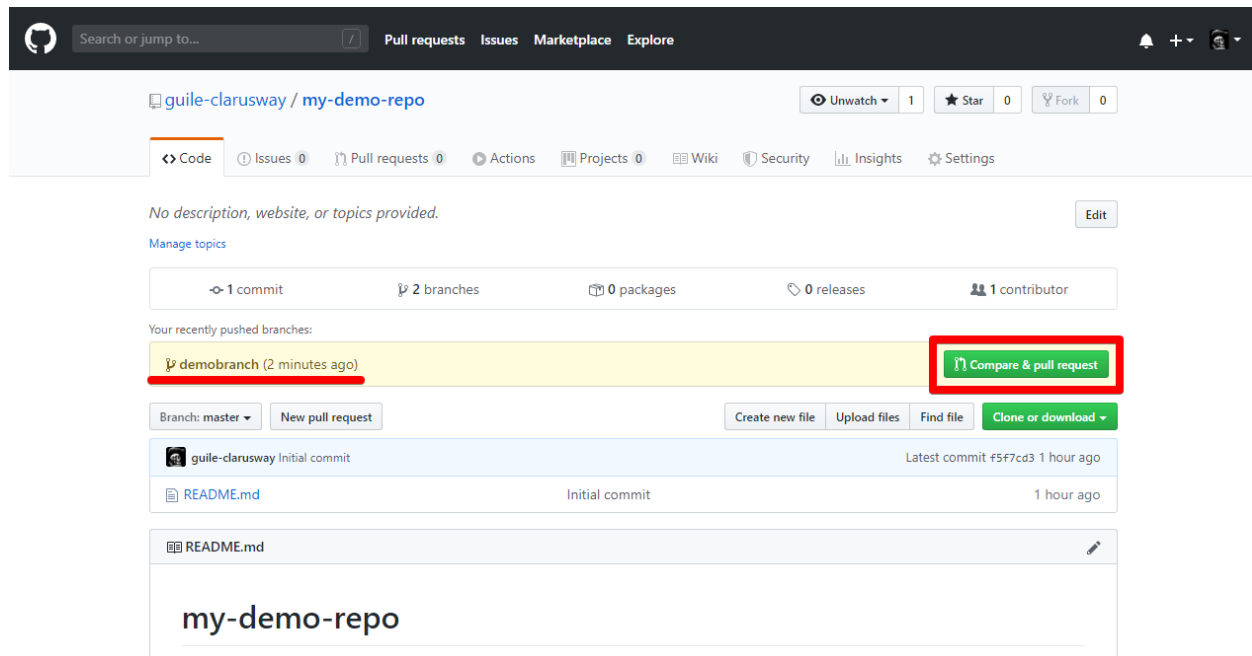 Search or jump to... / Pull requests Issues Marketplace Explore
guile-clarusway / my-demo-repo Unwatch 1 Star 0 Fork 0
<> Code Issues 0 Pull requests 0 Actions Projects 0 Wiki Security Insights Settings
No description, website, or topics provided. Edit
Manage topics
1 commit 2 branches 0 packages 0 releases 1 contributor
Your recently pushed branches:
demobranch (2 minutes ago) Compare & pull request
Branch: master New pull request Create new file Upload files Find file Clone or download
guile-clarusway Initial commit Latest commit f5f7cd3 1 hour ago
README.md Initial commit 1 hour ago
README.md
my-demo-repo